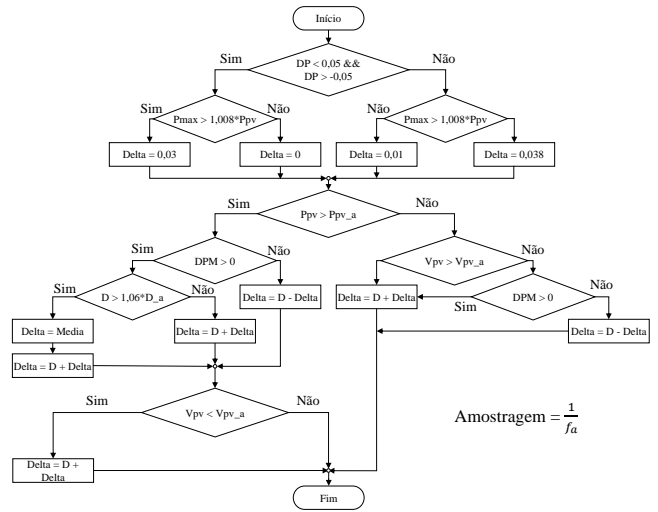 Início
Sim
DP < 0,05 &&
DP > -0,05
Não
Sim
Pmax > 1,008*Ppv
Não
Não
Pmax > 1,008*Ppv
Sim
Delta = 0,03
Delta = 0
Delta = 0,01
Delta = 0,038
Sim
Ppv > Ppv_a
Não
Sim
DPM > 0
Não
Vpv > Vpv_a
Não
Sim
D > 1,06*D_a
Não
Delta = D - Delta
Delta = D + Delta
Sim
DPM > 0
Não
Delta = Media
Delta = D + Delta
Delta = D - Delta
Delta = D + Delta
Sim
Vpv < Vpv_a
Não
Amostragem = 1/fa
Delta = D +
Delta
Fim